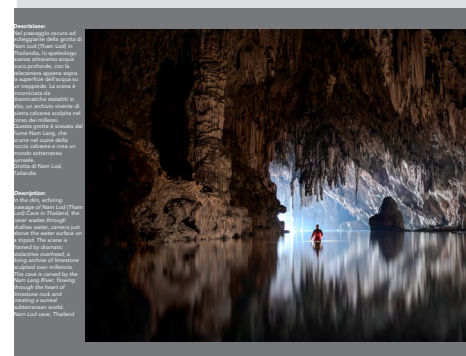 Descrizione:
Nel paesaggio oscuro ed
echeggiante della grotta di
Nam Lod (Tham Lod) in
Thailandia, lo speleologo
avanza attraverso acque
poco profonde, con la
telecamera appena sopra
la superficie dell'acqua su
un treppiede. La scena è
incorniciata da
drammatiche stalattiti in
alto, un archivio vivente di
pietra calcarea scolpita nel
corso dei millenni.
Questa grotta è scavata dal
fiume Nam Lang, che
scorre nel cuore della
roccia calcarea e crea un
mondo sotterraneo
surreale.
Grotta di Nam Lod,
Tailandia
Description:
In the dim, echoing
passage of Nam Lod (Tham
Lod) Cave in Thailand, the
caver wades through
shallow water, camera just
above the water surface on
a tripod. The scene is
framed by dramatic
stalactites overhead, a
living archive of limestone
sculpted over millennia.
This cave is carved by the
Nam Lang River, flowing
through the heart of
limestone rock and
creating a surreal
subterranean world.
Nam Lod cave, Thailand